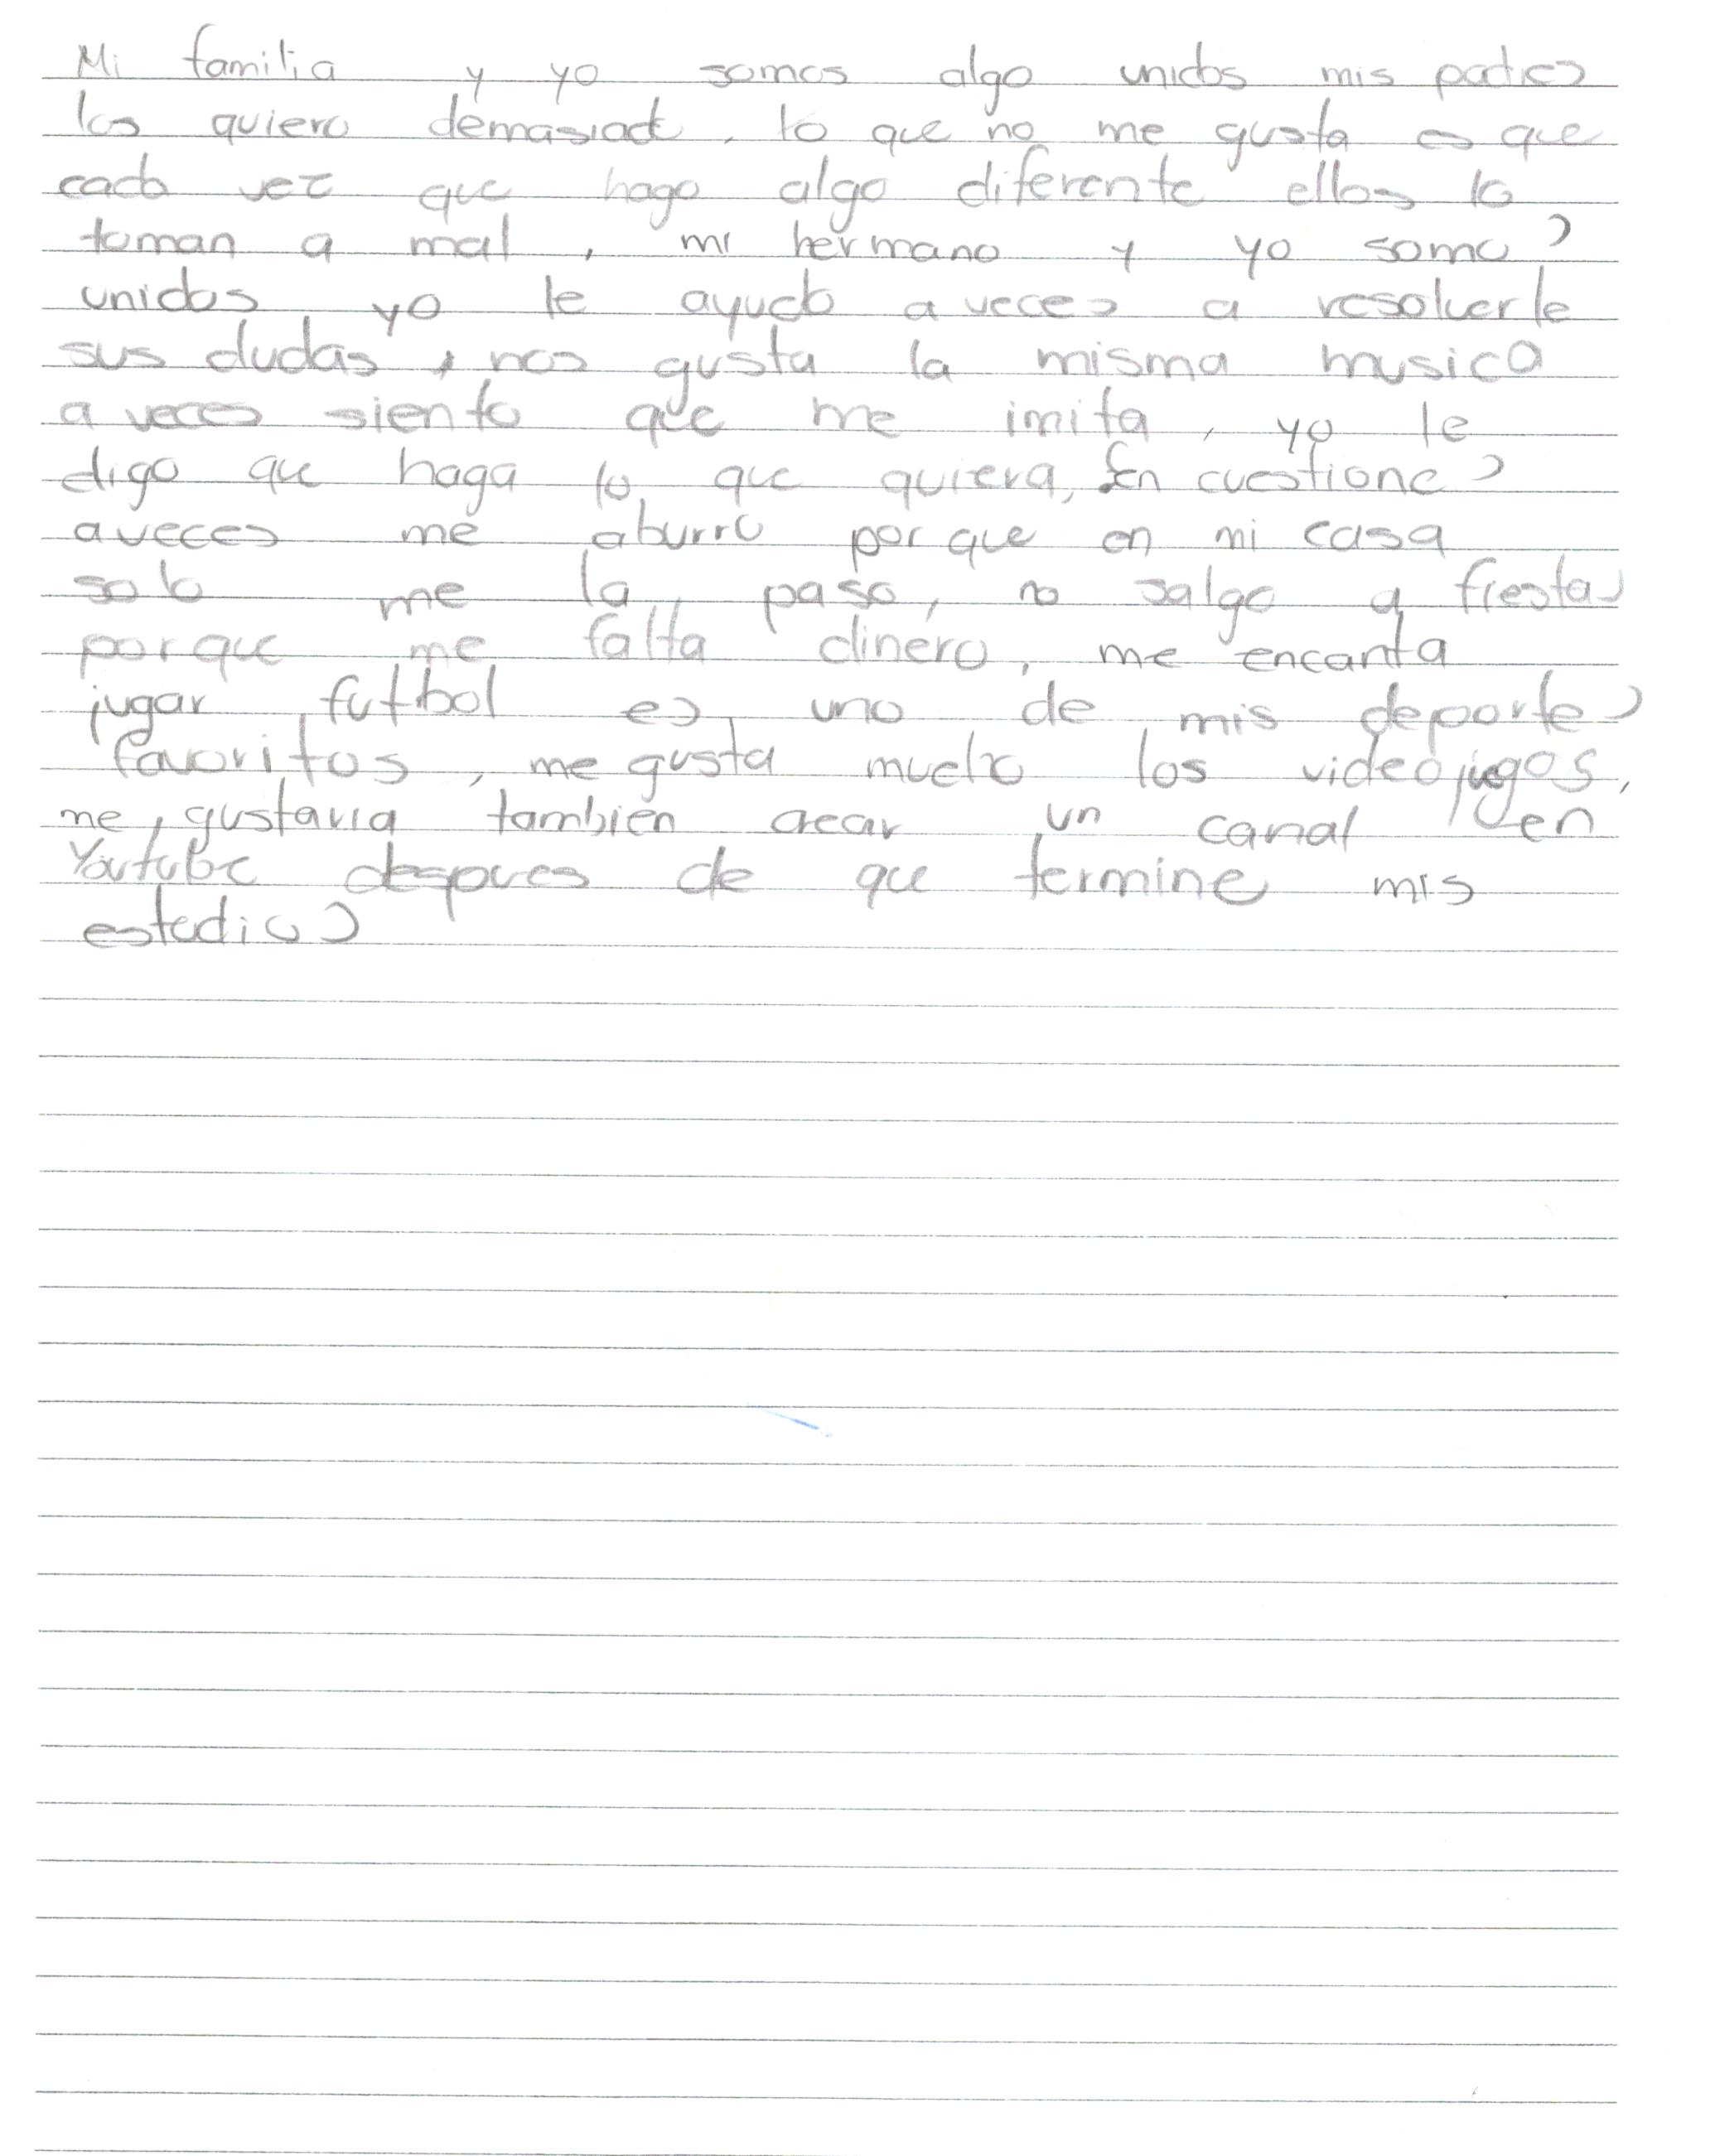 Mi familia y yo somos algo unidos mis padres
los quiero demasiado, lo que no me gusta es que
cada vez que hago algo diferente ellos lo
toman a mal, mi hermano y yo somos
unidos yo le ayudo a veces a resolverle
sus dudas, nos gusta la misma musica
a veces siento que me imita, yo le
digo que haga lo que quiera, En cuestiones
aveces me aburro porque en mi casa
solo me la paso, no salgo a fiestas
porque me falta dinero, me encanta
jugar futbol es uno de mis deportes
favoritos, me gusta mucho los videojugos,
me gustaria también crear un canal en
Youtube despues de que termine mis
estudios